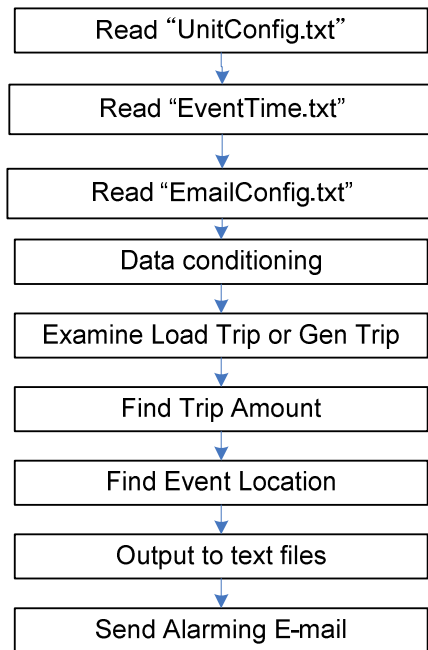 Read “UnitConfig.txt”
Read “EventTime.txt”
Read “EmailConfig.txt”
Data conditioning
Examine Load Trip or Gen Trip
Find Trip Amount
Find Event Location
Output to text files
Send Alarming E-mail